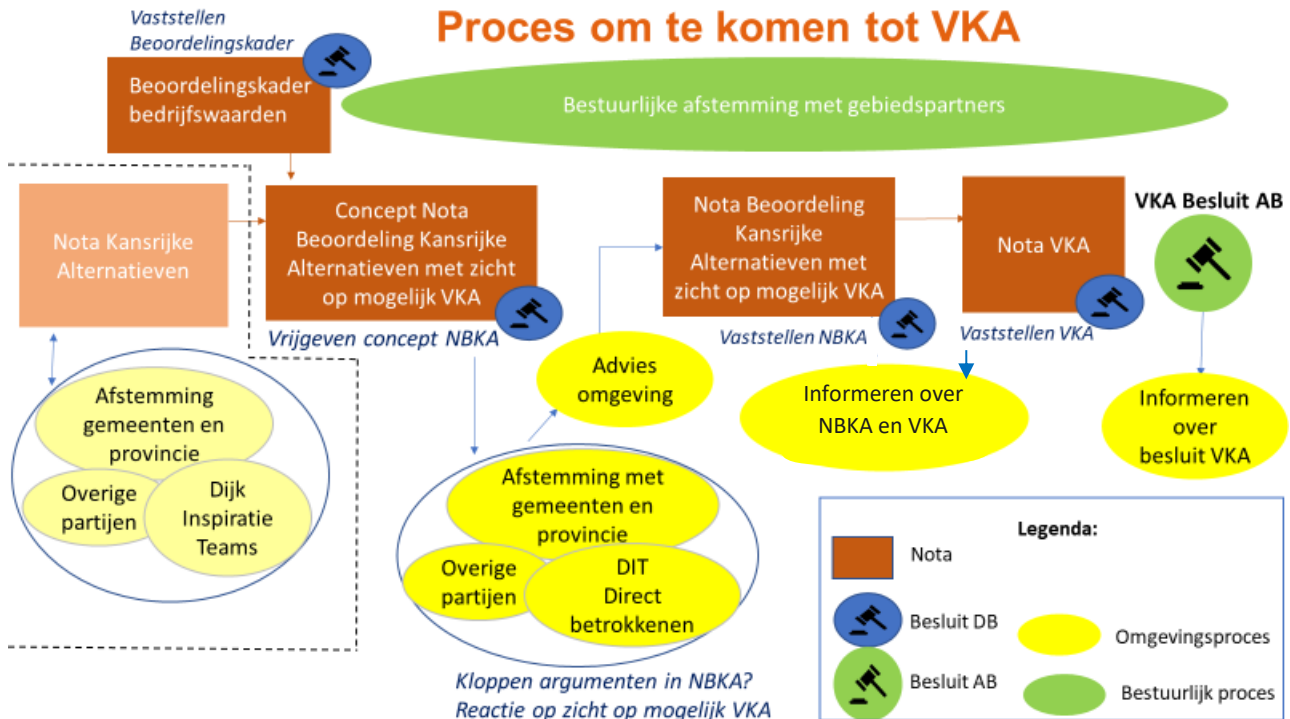 Proces om te komen tot VKA
Vaststellen
Beoordelingskader
Beoordelingskader
bedrijfswaarden
Bestuurlijke afstemming met gebiedspartners
Nota Kansrijke
Alternatieven
Concept Nota
Beoordeling Kansrijke
Alternatieven met zicht
op mogelijk VKA
Vrijgeven concept NBKA
Nota Beoordeling
Kansrijke
Alternatieven met
zicht op mogelijk VKA
Vaststellen NBKA
Nota VKA
Vaststellen VKA
VKA Besluit AB
Afstemming
gemeenten en
provincie
Overige
partijen
Dijk
Inspiratie
Teams
Advies
omgeving
Informeren over
NBKA en VKA
Informeren
over
besluit VKA
Afstemming met
gemeenten en
provincie
Overige
partijen
DIT
Direct
betrokkenen
Kloppen argumenten in NBKA?
Reactie op zicht op mogelijk VKA
Legenda:
Nota
Besluit DB
Omgevingsproces
Besluit AB
Bestuurlijk proces